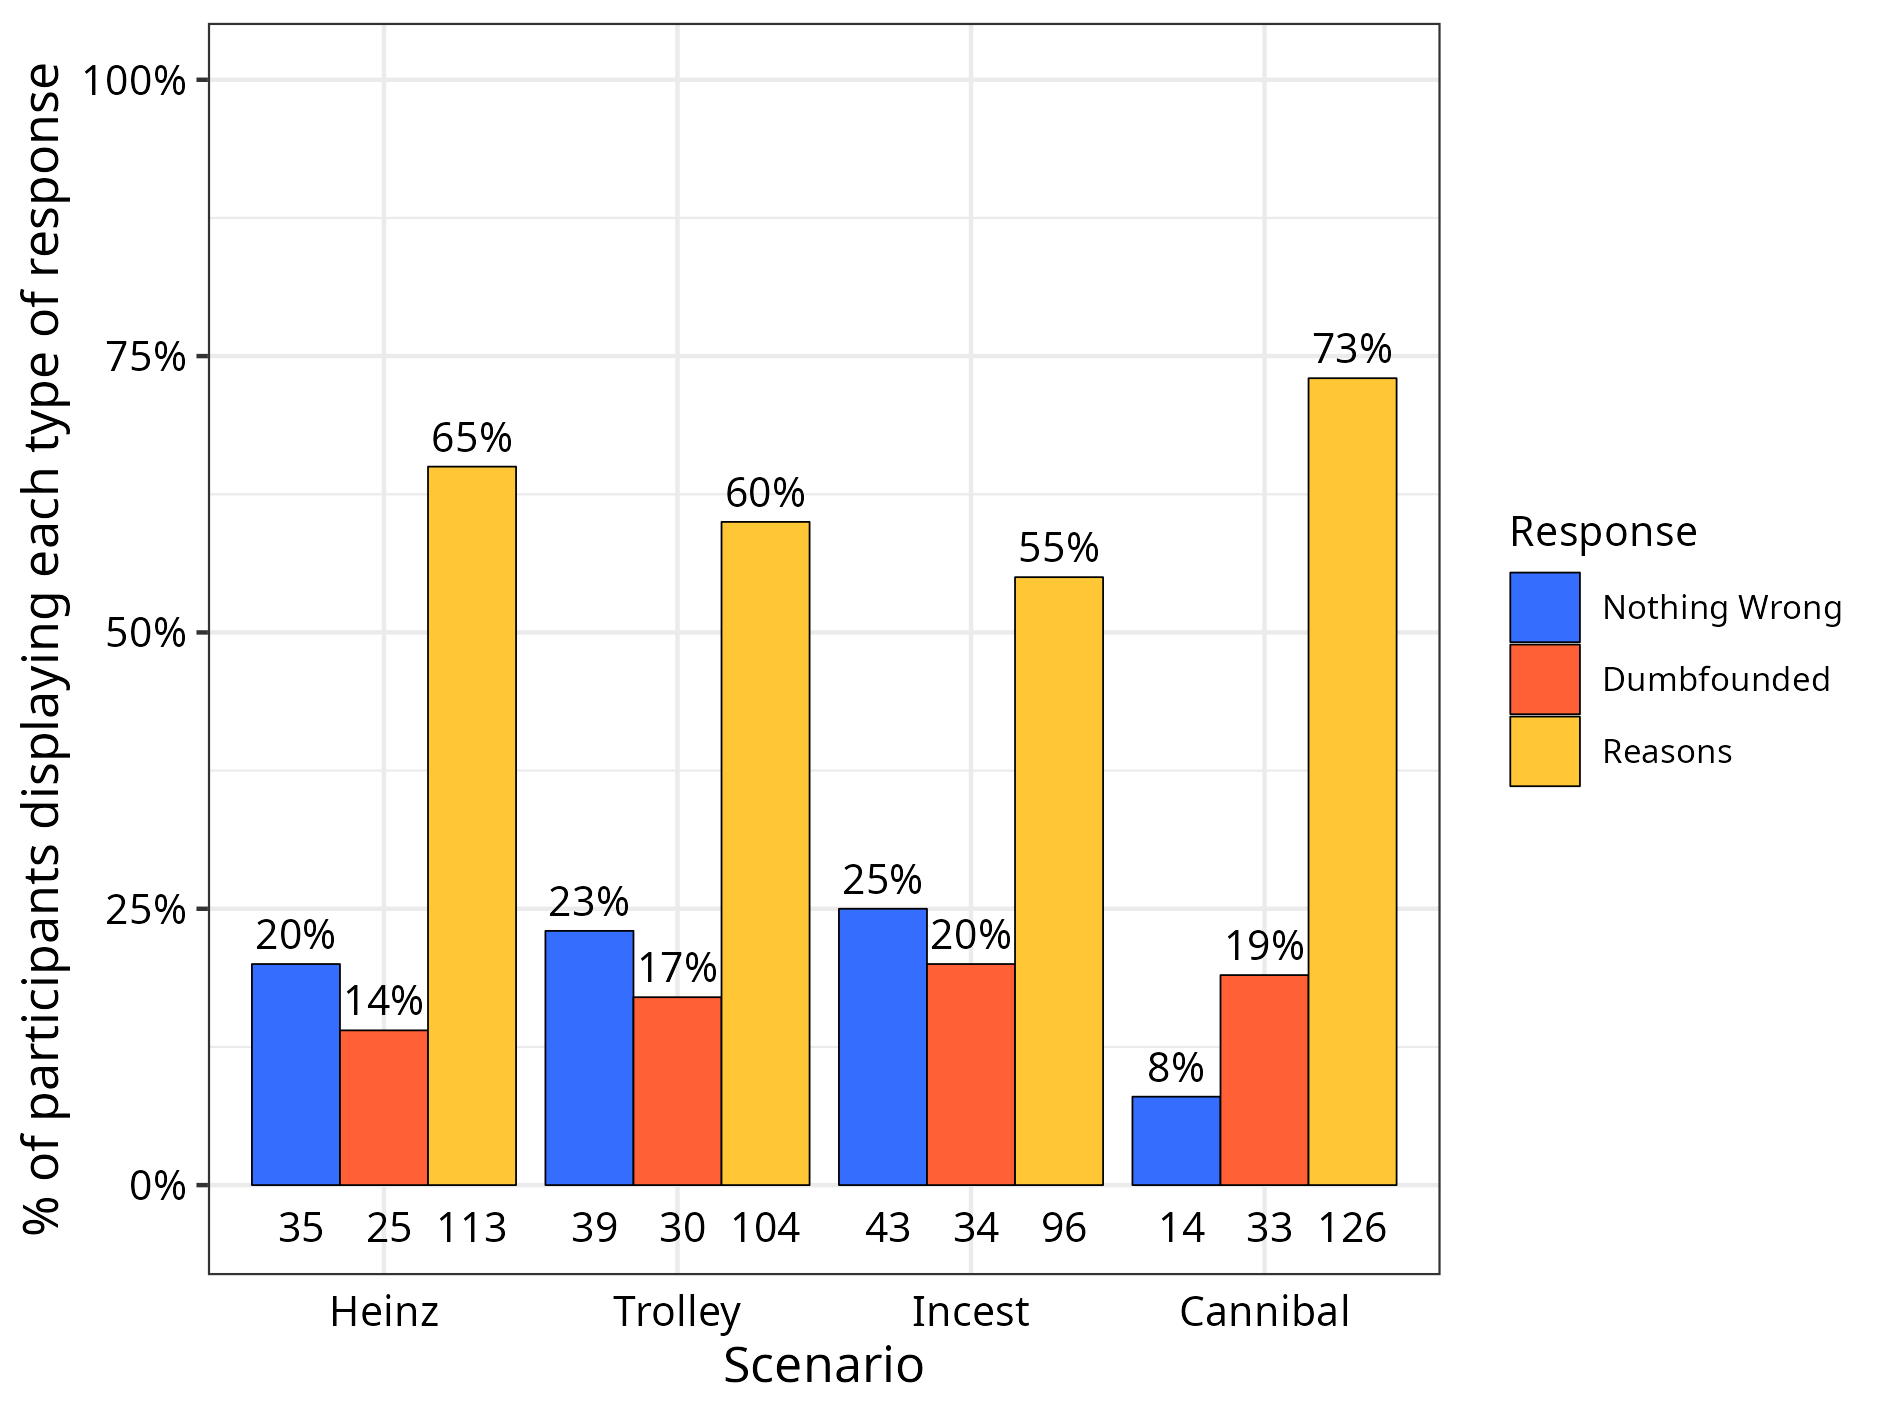 % of participants displaying each type of response
100%
75%
50%
25%
0%
20%
14%
65%
23%
17%
60%
25%
20%
55%
8%
19%
73%
35 25 113 39 30 104 43 34 96 14 33 126
Heinz Trolley Incest Cannibal
Scenario
Response
Nothing Wrong
Dumbfounded
Reasons